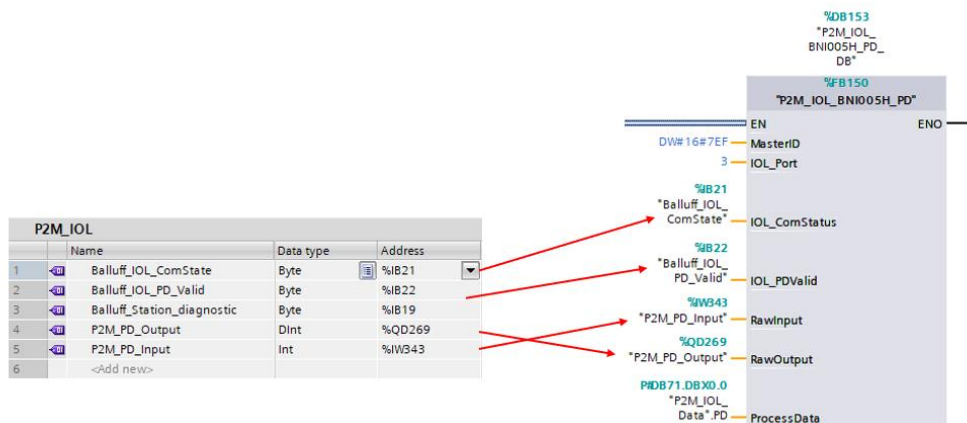 P2M_IOL
Name Data type Address
1 Balluff_IOL_ComState Byte %IB21
2 Balluff_IOL_PD_Valid Byte %IB22
3 Balluff_Station_diagnostic Byte %IB19
4 P2M_PD_Output DInt %QD269
5 P2M_PD_Input Int %IW343
6 <Add new>
%DB153
"P2M_IOL_
BNI005H_PD_
DB"
%FB150
"P2M_IOL_BNI005H_PD"
EN ENO
DW#16#7EF MasterID
3 IOL_Port
%IB21
"Balluff_IOL_
ComState" IOL_ComStatus
%IB22
"Balluff_IOL_
PD_Valid" IOL_PDValid
%IW343
"P2M_PD_Input" RawInput
%QD269
"P2M_PD_Output" RawOutput
P#DB71.DBX0.0
"P2M_IOL_
Data".PD ProcessData